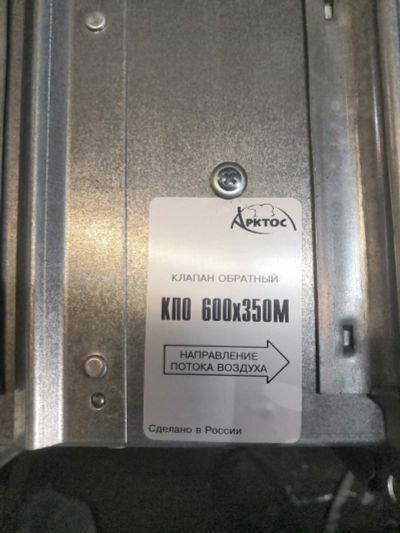 Арктос
КЛАПАН ОБРАТНЫЙ
КПО 600х350М
НАПРАВЛЕНИЕ
ПОТОКА ВОЗДУХА
Сделано в России